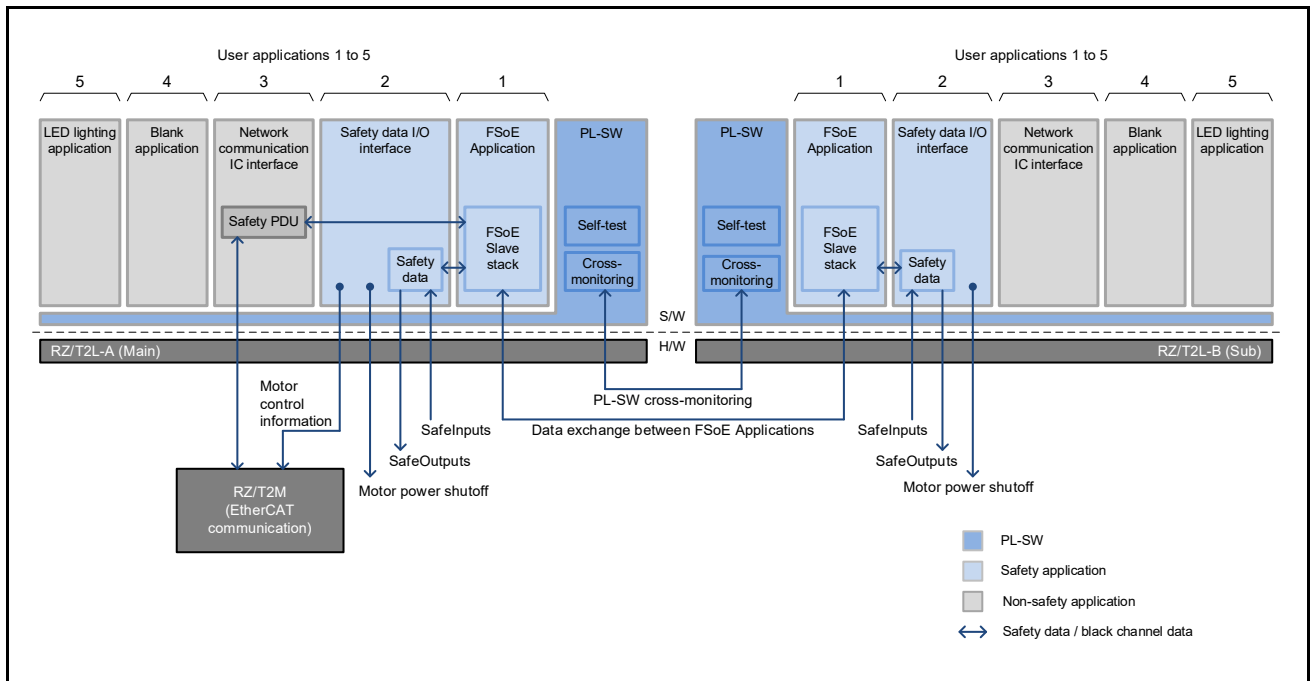 User applications 1 to 5
User applications 1 to 5
5
4
3
2
1
1
2
3
4
5
LED lighting
application
Blank
application
Network
communication
IC interface
Safety data I/O
interface
FSoE
Application
PL-SW
PL-SW
FSoE
Application
Safety data I/O
interface
Network
communication
IC interface
Blank
application
LED lighting
application
Safety PDU
FSoE
Slave
stack
Safety
data
Self-test
Cross-
monitoring
Self-test
Cross-
monitoring
FSoE
Slave
stack
Safety
data
S/W
H/W
RZ/T2L-A (Main)
RZ/T2L-B (Sub)
Motor
control
information
PL-SW cross-monitoring
SafeInputs
Data exchange between FSoE Applications
SafeInputs
SafeOutputs
SafeOutputs
Motor power shutoff
Motor power shutoff
RZ/T2M
(EtherCAT
communication)
PL-SW
Safety application
Non-safety application
Safety data / black channel data